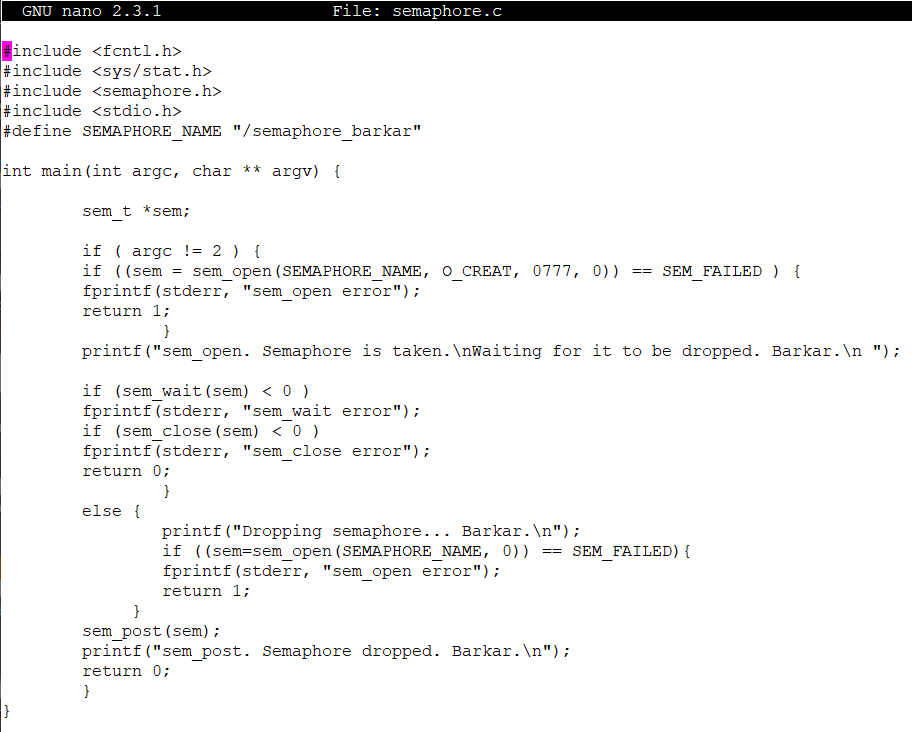 GNU nano 2.3.1 File: semaphore.c
#include <fcntl.h>
#include <sys/stat.h>
#include <semaphore.h>
#include <stdio.h>
#define SEMAPHORE_NAME "/semaphore_barkar"
int main(int argc, char ** argv) {
sem_t *sem;
if ( argc != 2 ) {
if ((sem = sem_open(SEMAPHORE_NAME, O_CREAT, 0777, 0)) == SEM_FAILED ) {
fprintf(stderr, "sem_open error");
return 1;
}
printf("sem_open. Semaphore is taken.\nWaiting for it to be dropped. Barkar.\n ");
if (sem_wait(sem) < 0 )
fprintf(stderr, "sem_wait error");
if (sem_close(sem) < 0 )
fprintf(stderr, "sem_close error");
return 0;
}
else {
printf("Dropping semaphore... Barkar.\n");
if ((sem=sem_open(SEMAPHORE_NAME, 0)) == SEM_FAILED){
fprintf(stderr, "sem_open error");
return 1;
}
sem_post(sem);
printf("sem_post. Semaphore dropped. Barkar.\n");
return 0;
}
}